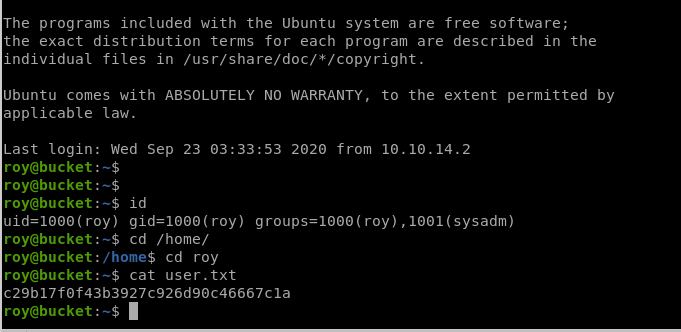 The programs included with the Ubuntu system are free software;
the exact distribution terms for each program are described in the
individual files in /usr/share/doc/*/copyright.
Ubuntu comes with ABSOLUTELY NO WARRANTY, to the extent permitted by
applicable law.
Last login: Wed Sep 23 03:33:53 2020 from 10.10.14.2
roy@bucket:~$
roy@bucket:~$
roy@bucket:~$ id
uid=1000(roy) gid=1000(roy) groups=1000(roy),1001(sysadm)
roy@bucket:~$ cd /home/
roy@bucket:/home$ cd roy
roy@bucket:~$ cat user.txt
c29b17f0f43b3927c926d90c46667c1a
roy@bucket:~$